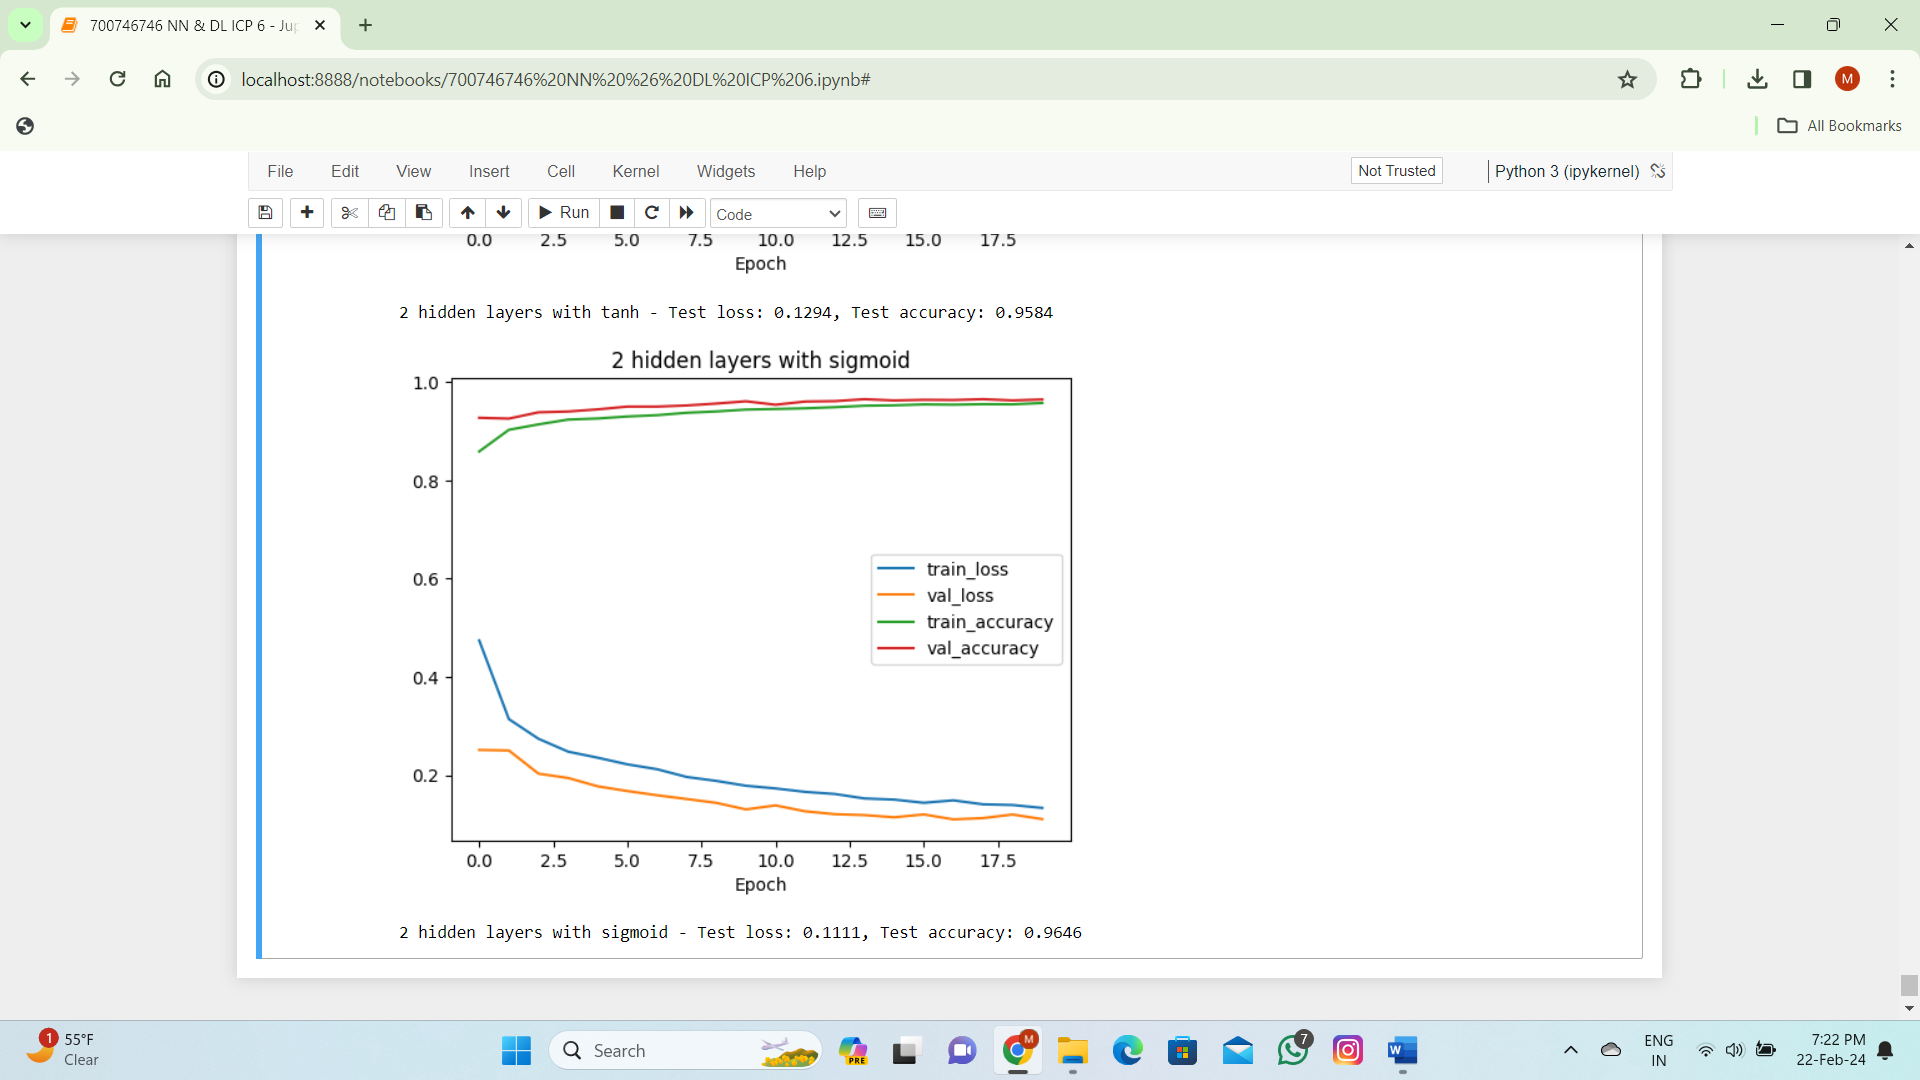 700746746 NN & DL ICP 6 - Jup
localhost:8888/notebooks/700746746%20NN%20%26%20DL%20ICP%206.ipynb#
M
All Bookmarks
File Edit View Insert Cell Kernel Widgets Help Not Trusted Python 3 (ipykernel)
Run Code
0.0 2.5 5.0 7.5 10.0 12.5 15.0 17.5
Epoch
2 hidden layers with tanh - Test loss: 0.1294, Test accuracy: 0.9584
2 hidden layers with sigmoid
1.0
0.8
0.6
0.4
0.2
train_loss
val_loss
train_accuracy
val_accuracy
0.0 2.5 5.0 7.5 10.0 12.5 15.0 17.5
Epoch
2 hidden layers with sigmoid - Test loss: 0.1111, Test accuracy: 0.9646
1
55°F
Clear
Search
PRE
M
7
W
ENG
IN
7:22 PM
22-Feb-24